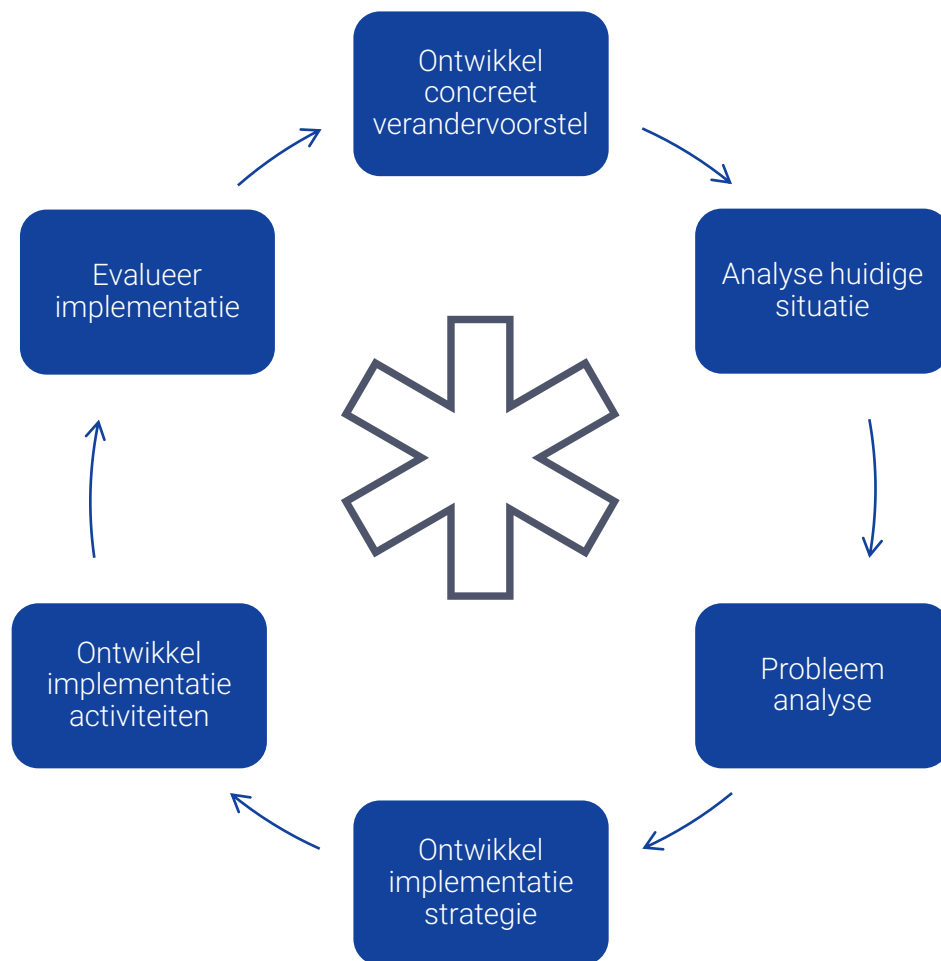 Ontwikkel
concreet
verandervoorstel
Analyse huidige
situatie
Probleem
analyse
Ontwikkel
implementatie
strategie
Ontwikkel
implementatie
activiteiten
Evalueer
implementatie